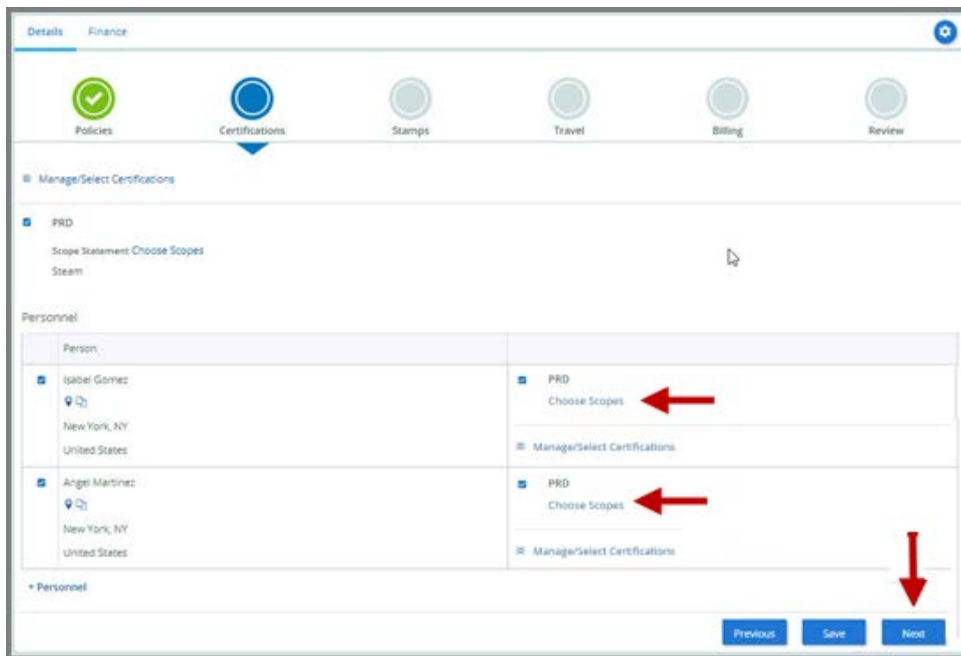 Details Finance
Policies Certifications Stamps Travel Billing Review
Manage/Select Certifications
PRD
Scope Statement Choose Scopes
Steam
Personnel
Person
Isabel Gomez
New York, NY
United States
PRD
Choose Scopes
Manage/Select Certifications
Angel Martinez
New York, NY
United States
PRD
Choose Scopes
Manage/Select Certifications
+ Personnel
Previous Save Next